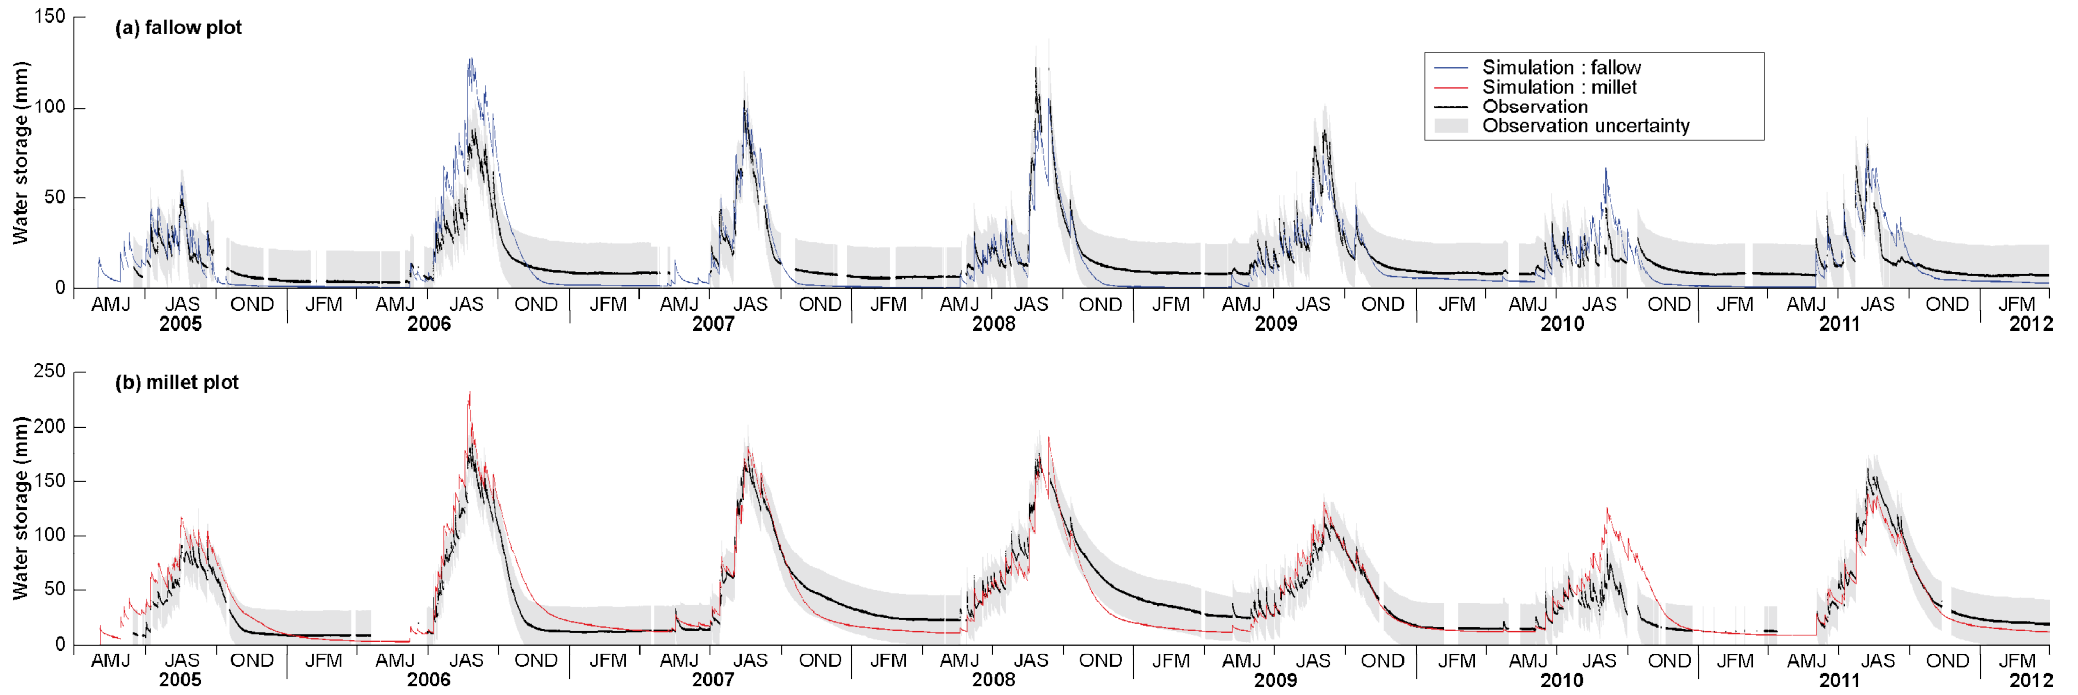 150
(a) fallow plot
Simulation : fallow
Simulation : millet
Observation
Observation uncertainty
100
50
0
Water storage (mm)
AMJ JAS OND JFM AMJ JAS OND JFM AMJ JAS OND JFM AMJ JAS OND JFM AMJ JAS OND JFM AMJ JAS OND JFM AMJ JAS OND JFM
2005 2006 2007 2008 2009 2010 2011 2012
250
(b) millet plot
200
150
100
50
0
Water storage (mm)
AMJ JAS OND JFM AMJ JAS OND JFM AMJ JAS OND JFM AMJ JAS OND JFM AMJ JAS OND JFM AMJ JAS OND JFM AMJ JAS OND JFM
2005 2006 2007 2008 2009 2010 2011 2012